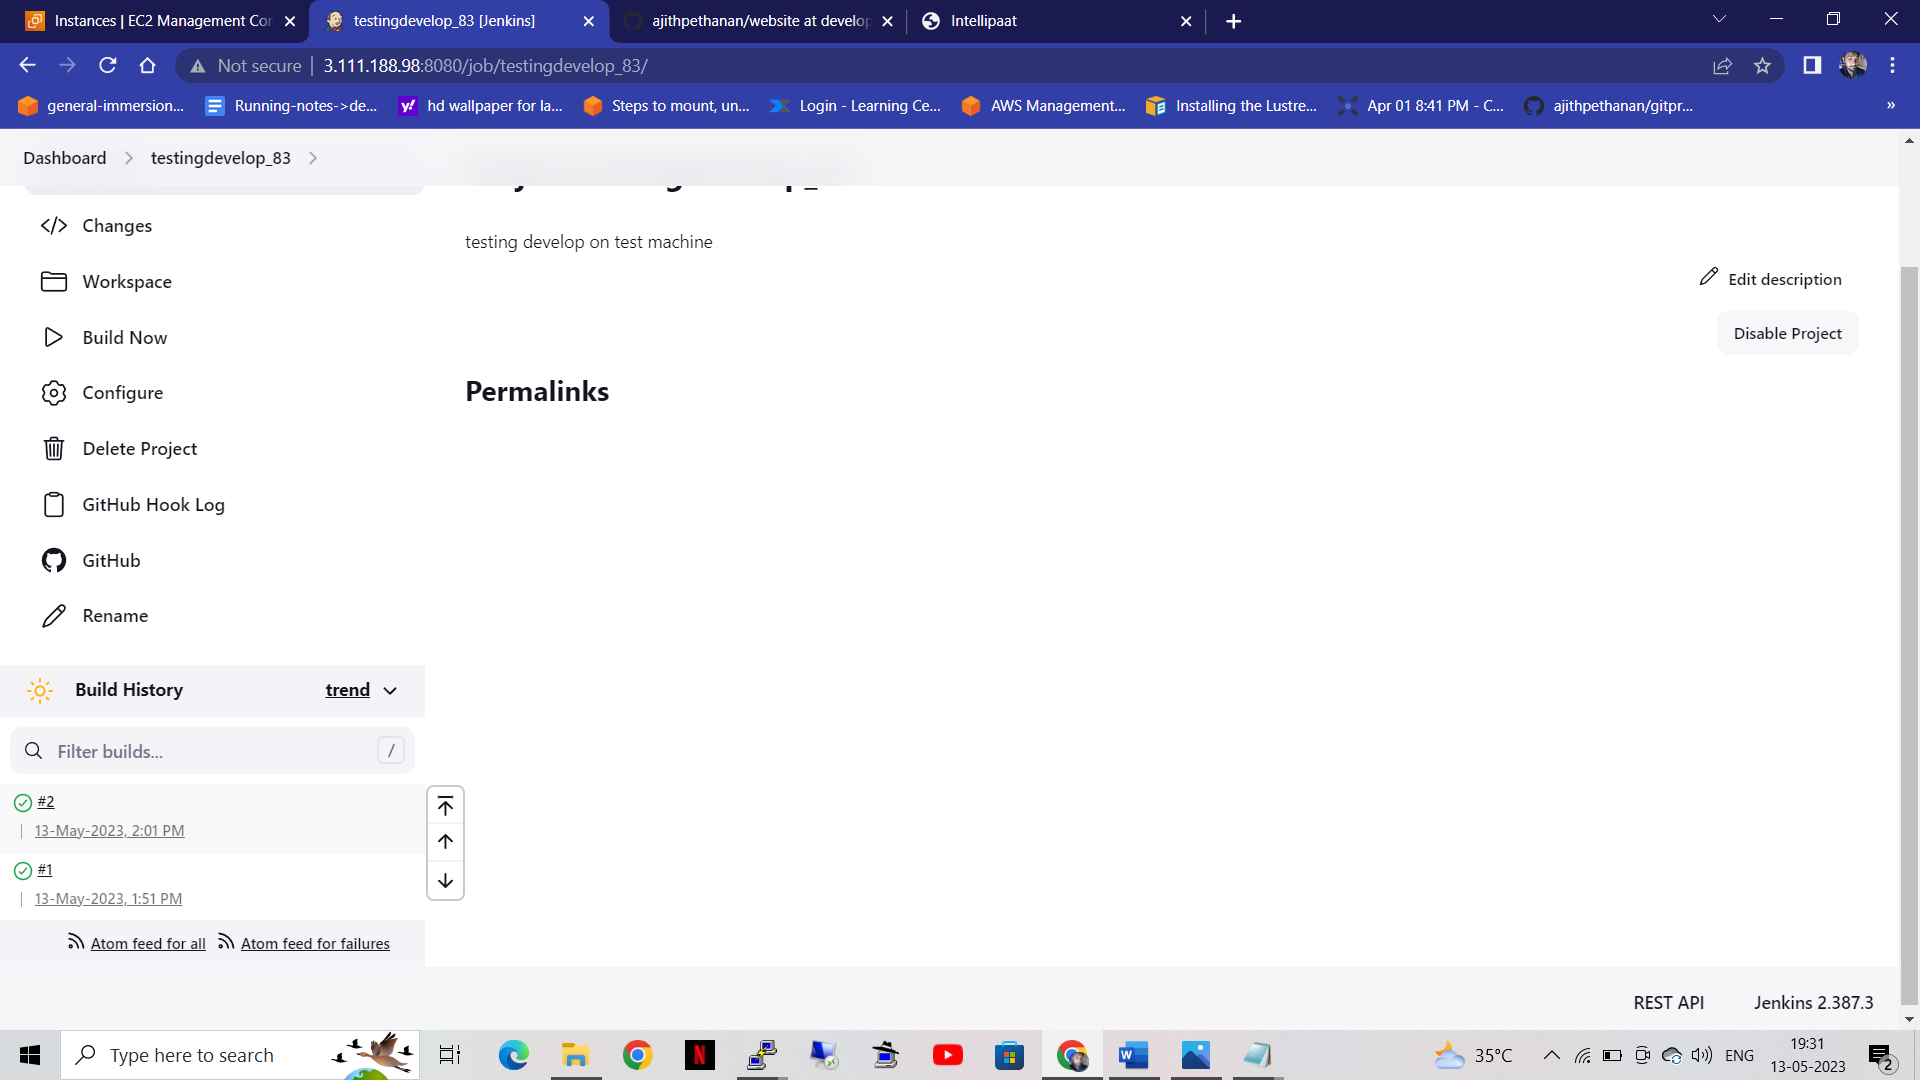 Instances | EC2 Management Con
testingdevelop_83 [Jenkins]
ajithpethanan/website at develop
Intellipaat
Not secure
3.111.188.98:8080/job/testingdevelop_83/
general-immersion...
Running-notes->de...
hd wallpaper for la...
Steps to mount, un...
Login - Learning Ce...
AWS Management...
Installing the Lustre...
Apr 01 8:41 PM - C...
ajithpethanan/gitpr...
»
Dashboard
testingdevelop_83
Changes
testing develop on test machine
Workspace
Edit description
Build Now
Disable Project
Configure
Permalinks
Delete Project
GitHub Hook Log
GitHub
Rename
Build History
trend
Filter builds...
/
#2
13-May-2023, 2:01 PM
#1
13-May-2023, 1:51 PM
Atom feed for all
Atom feed for failures
REST API
Jenkins 2.387.3
Type here to search
35°C
ENG
19:31
13-05-2023
2